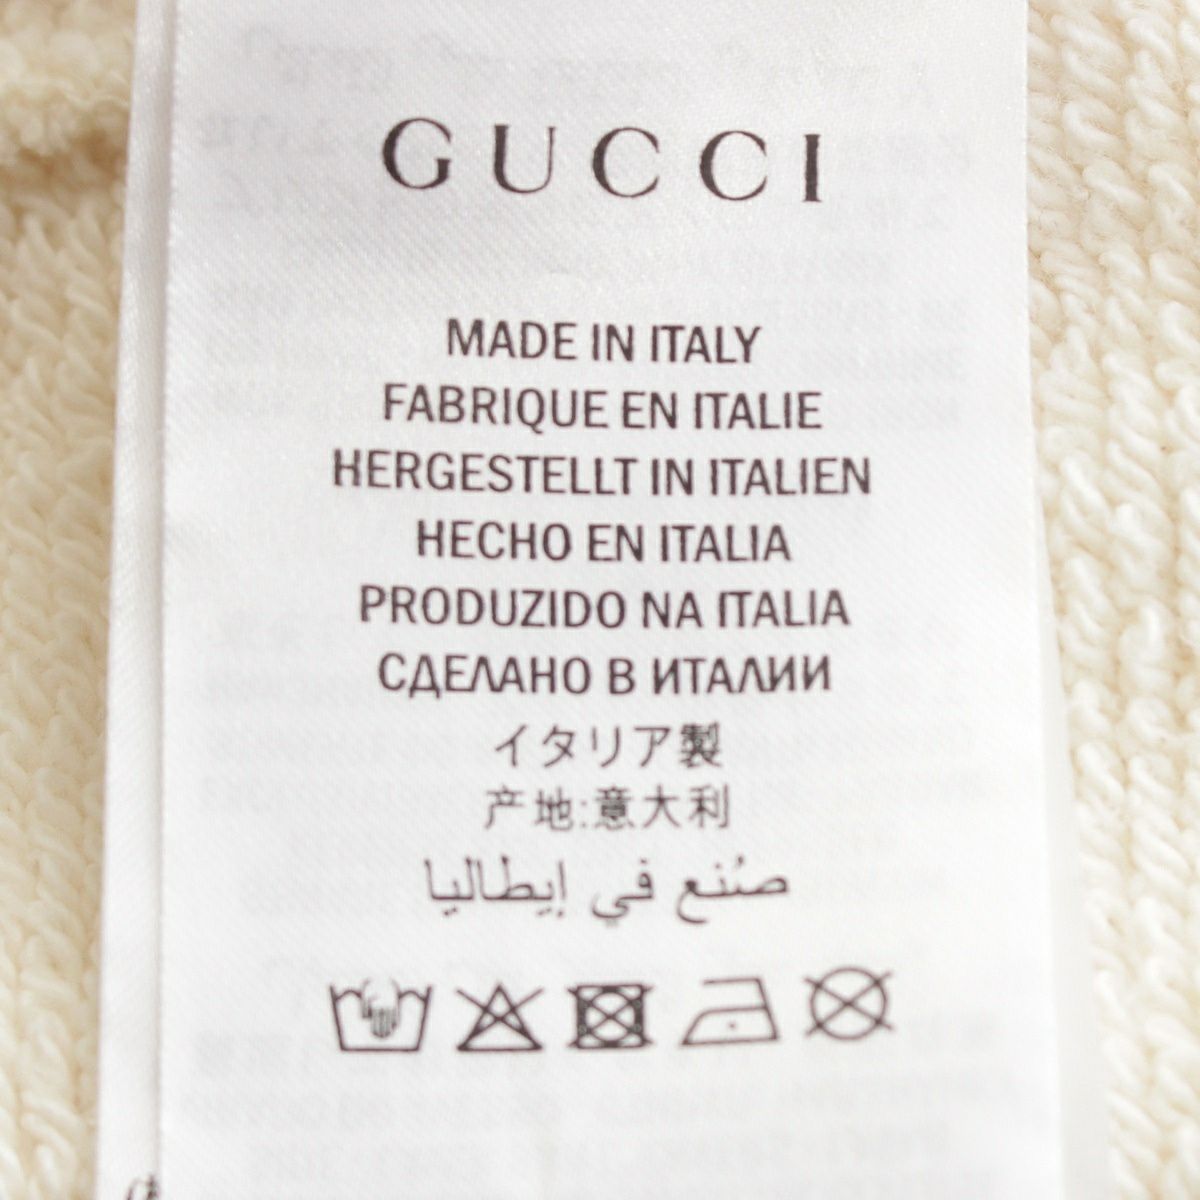 GUCCI
MADE IN ITALY
FABRIQUE EN ITALIE
HERGESTELLT IN ITALIEN
HECHO EN ITALIA
PRODUZIDO NA ITALIA
СДЕЛАНО В ИТАЛИИ
イタリア製
产地:意大利
صُنع في إيطاليا